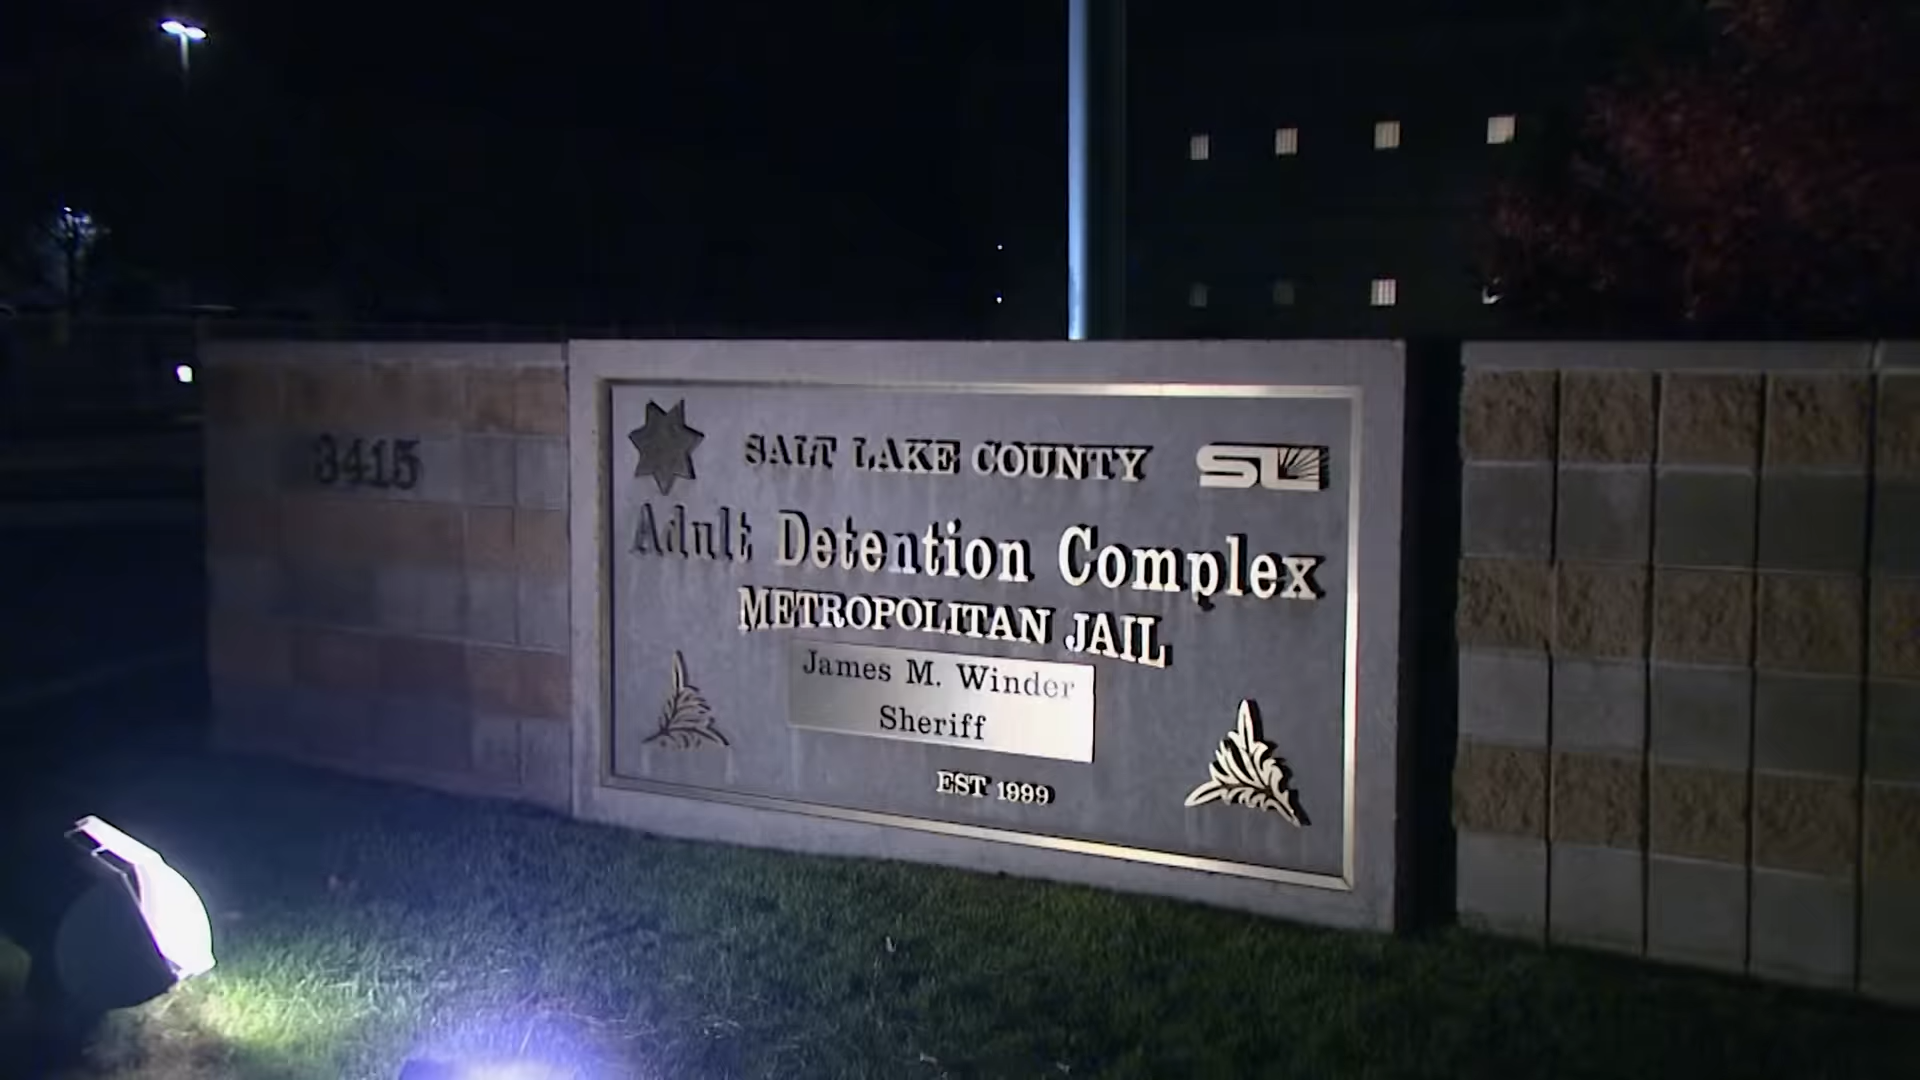 3415
SALT LAKE COUNTY
SL
Adult Detention Complex
METROPOLITAN JAIL
James M. Winder
Sheriff
EST 1999